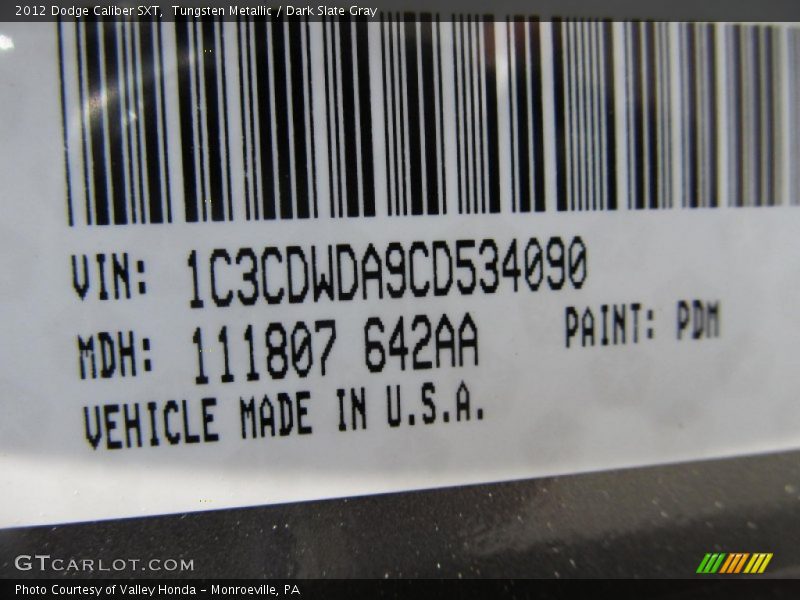 2012 Dodge Caliber SXT,  Tungsten Metallic / Dark Slate Gray
VIN: 1C3CDWDA9CD534090
MDH: 111807 642AA PAINT: PDM
VEHICLE MADE IN U.S.A.
GTCARLOT.COM
Photo Courtesy of Valley Honda - Monroeville, PA